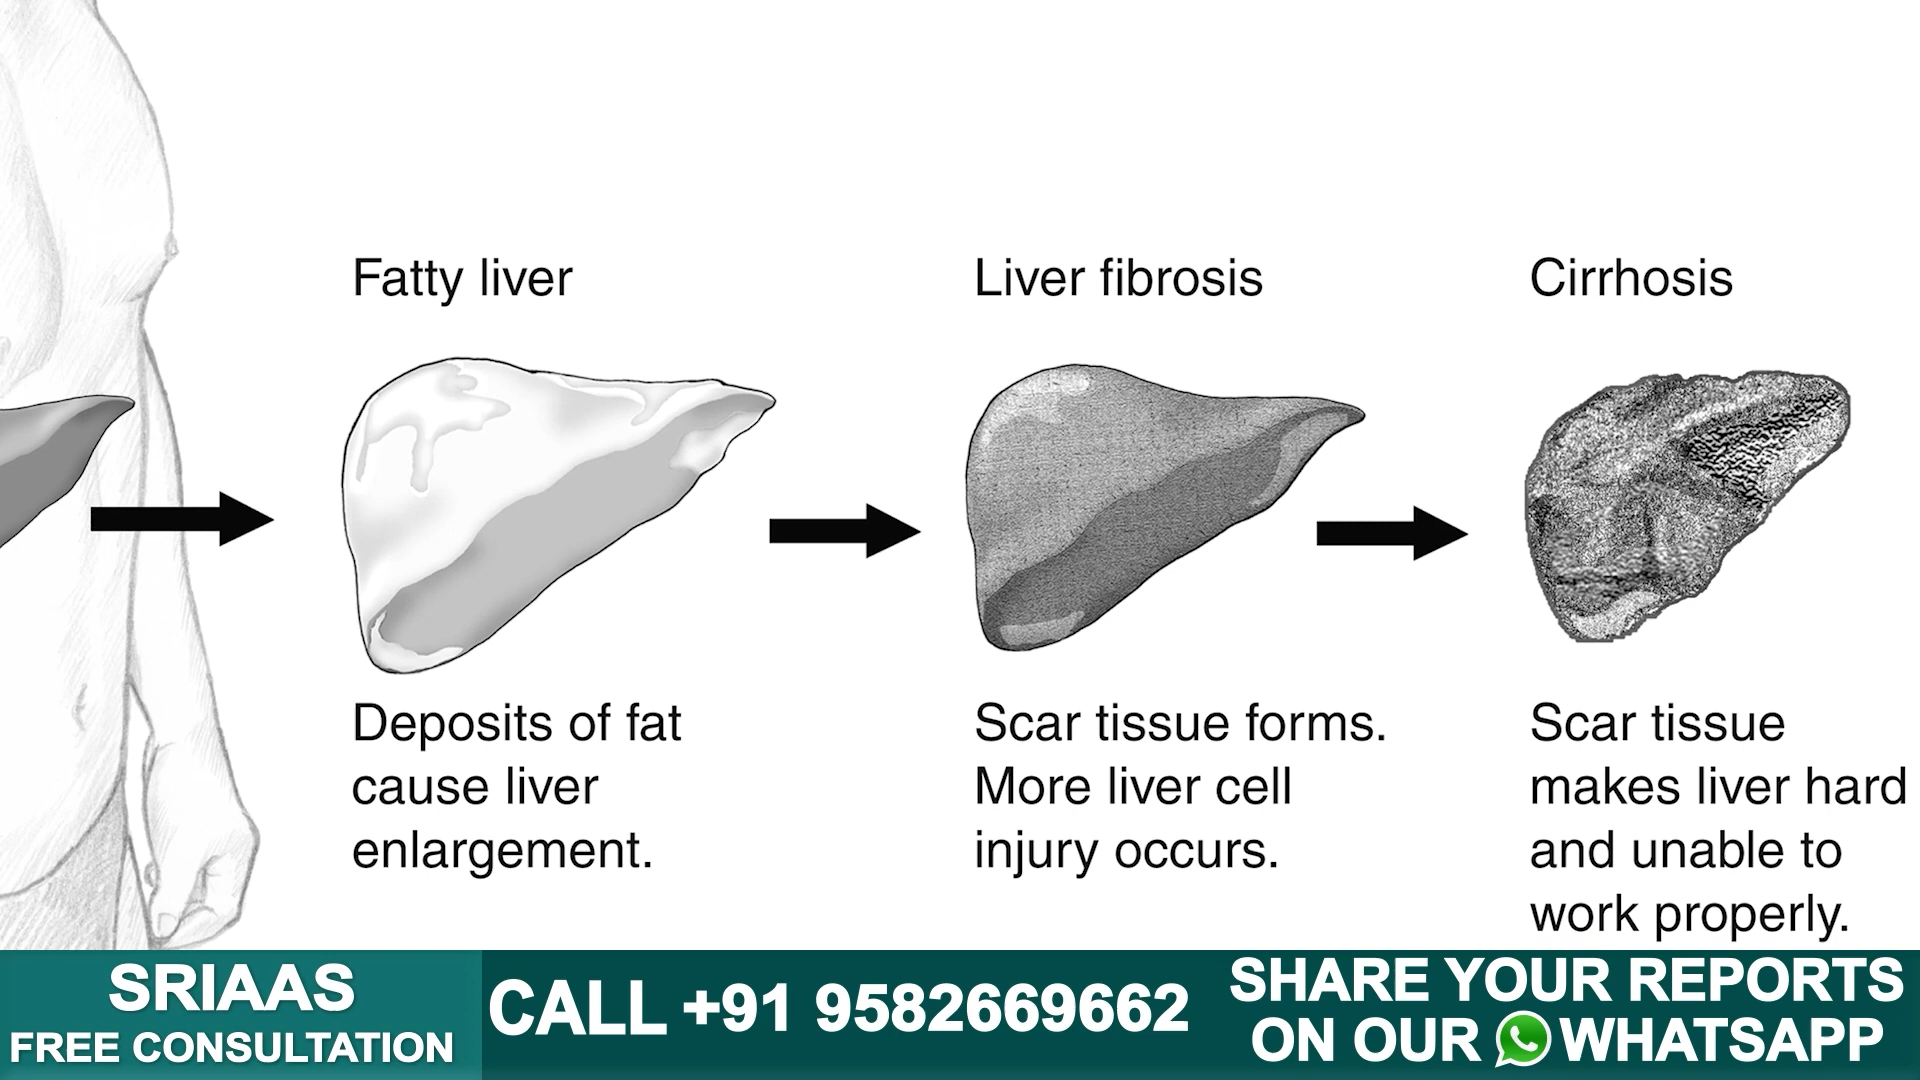 Fatty liver
Deposits of fat
cause liver
enlargement.
Liver fibrosis
Scar tissue forms.
More liver cell
injury occurs.
Cirrhosis
Scar tissue
makes liver hard
and unable to
work properly.
SRIAAS
FREE CONSULTATION
CALL +91 9582669662
SHARE YOUR REPORTS
ON OUR WHATSAPP